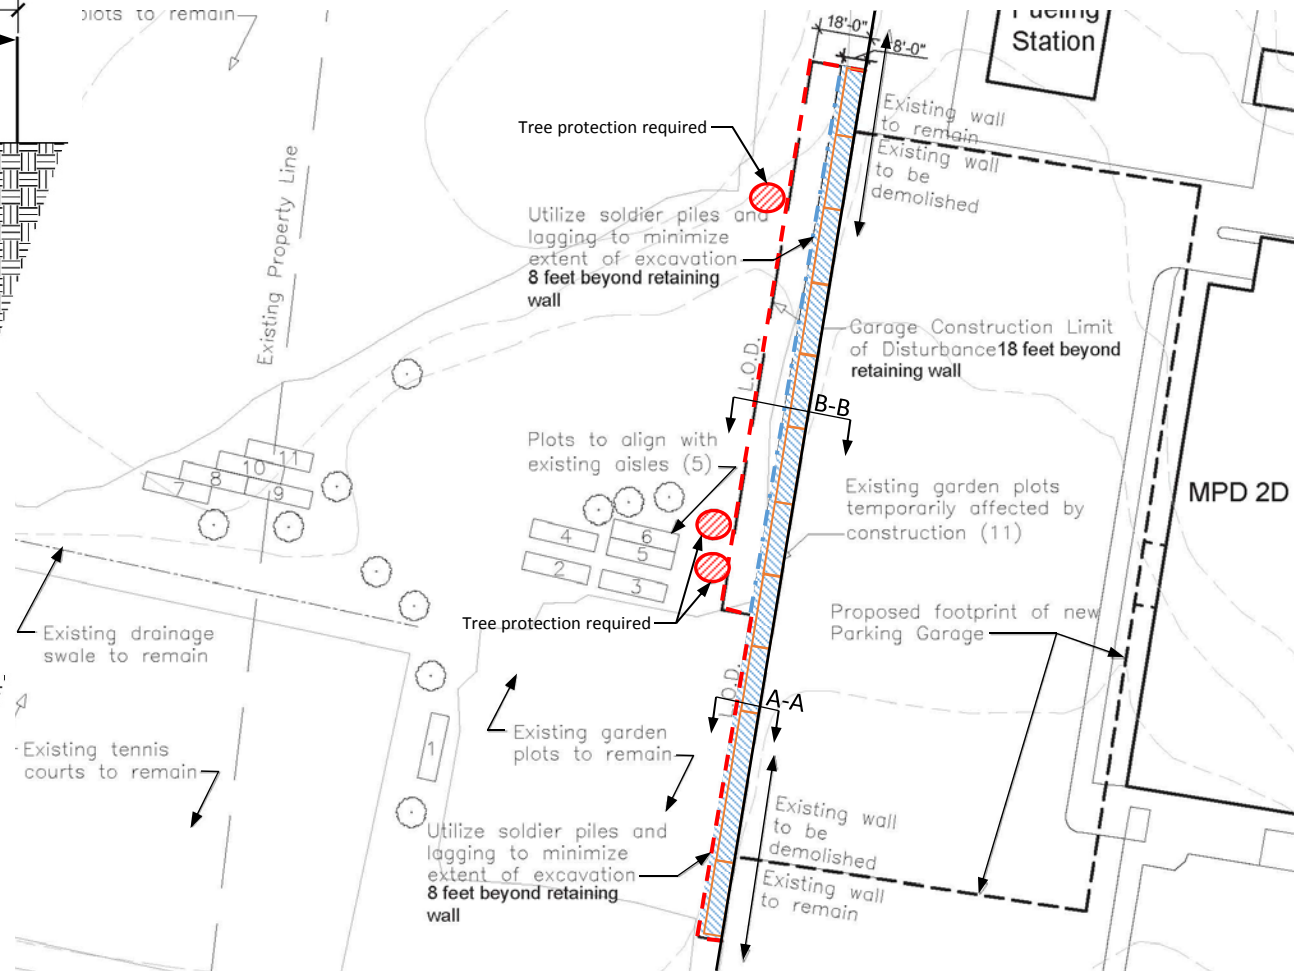 plots to remain
18'-0"
8'-0"
Fueling
Station
Tree protection required
Existing wall
to remain
Existing wall
to be
demolished
Existing Property Line
Utilize soldier piles and
lagging to minimize
extent of excavation
8 feet beyond retaining
wall
Garage Construction Limit
of Disturbance 18 feet beyond
retaining wall
L.O.D.
B-B
Plots to align with
existing aisles (5)
11
10
8
7
9
Existing garden plots
temporarily affected by
construction (11)
MPD 2D
4
6
5
2
3
Tree protection required
Proposed footprint of new
Parking Garage
Existing drainage
swale to remain
L.O.D.
A-A
Existing garden
plots to remain
1
Existing tennis
courts to remain
Existing wall
to be
demolished
Existing wall
to remain
Utilize soldier piles and
lagging to minimize
extent of excavation
8 feet beyond retaining
wall